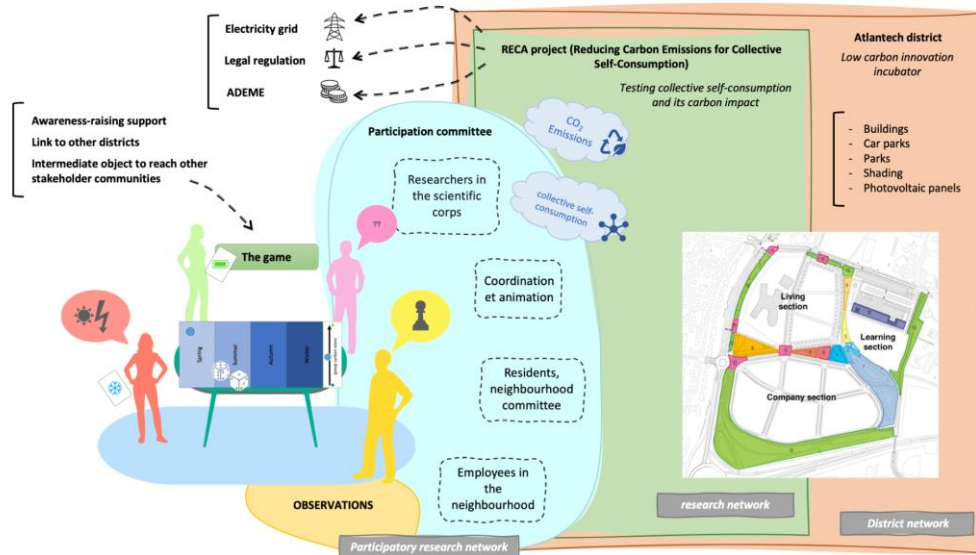 Electricity grid
Legal regulation
ADEME
RECA project (Reducing Carbon Emissions for Collective
Self-Consumption)
Testing collective self-consumption
and its carbon impact
Atlantech district
Low carbon innovation
incubator
- Buildings
- Car parks
- Parks
- Shading
- Photovoltaic panels
Awareness-raising support
Link to other districts
Intermediate object to reach other
stakeholder communities
Participation committee
CO2
Emissions
collective self-
consumption
Researchers in
the scientific
corps
Coordination
et animation
Residents,
neighbourhood
committee
Employees in
the
neighbourhood
The game
??
Spring
Summer
Autumn
Winter
Living
section
Learning
section
Company section
OBSERVATIONS
Participatory research network
research network
District network